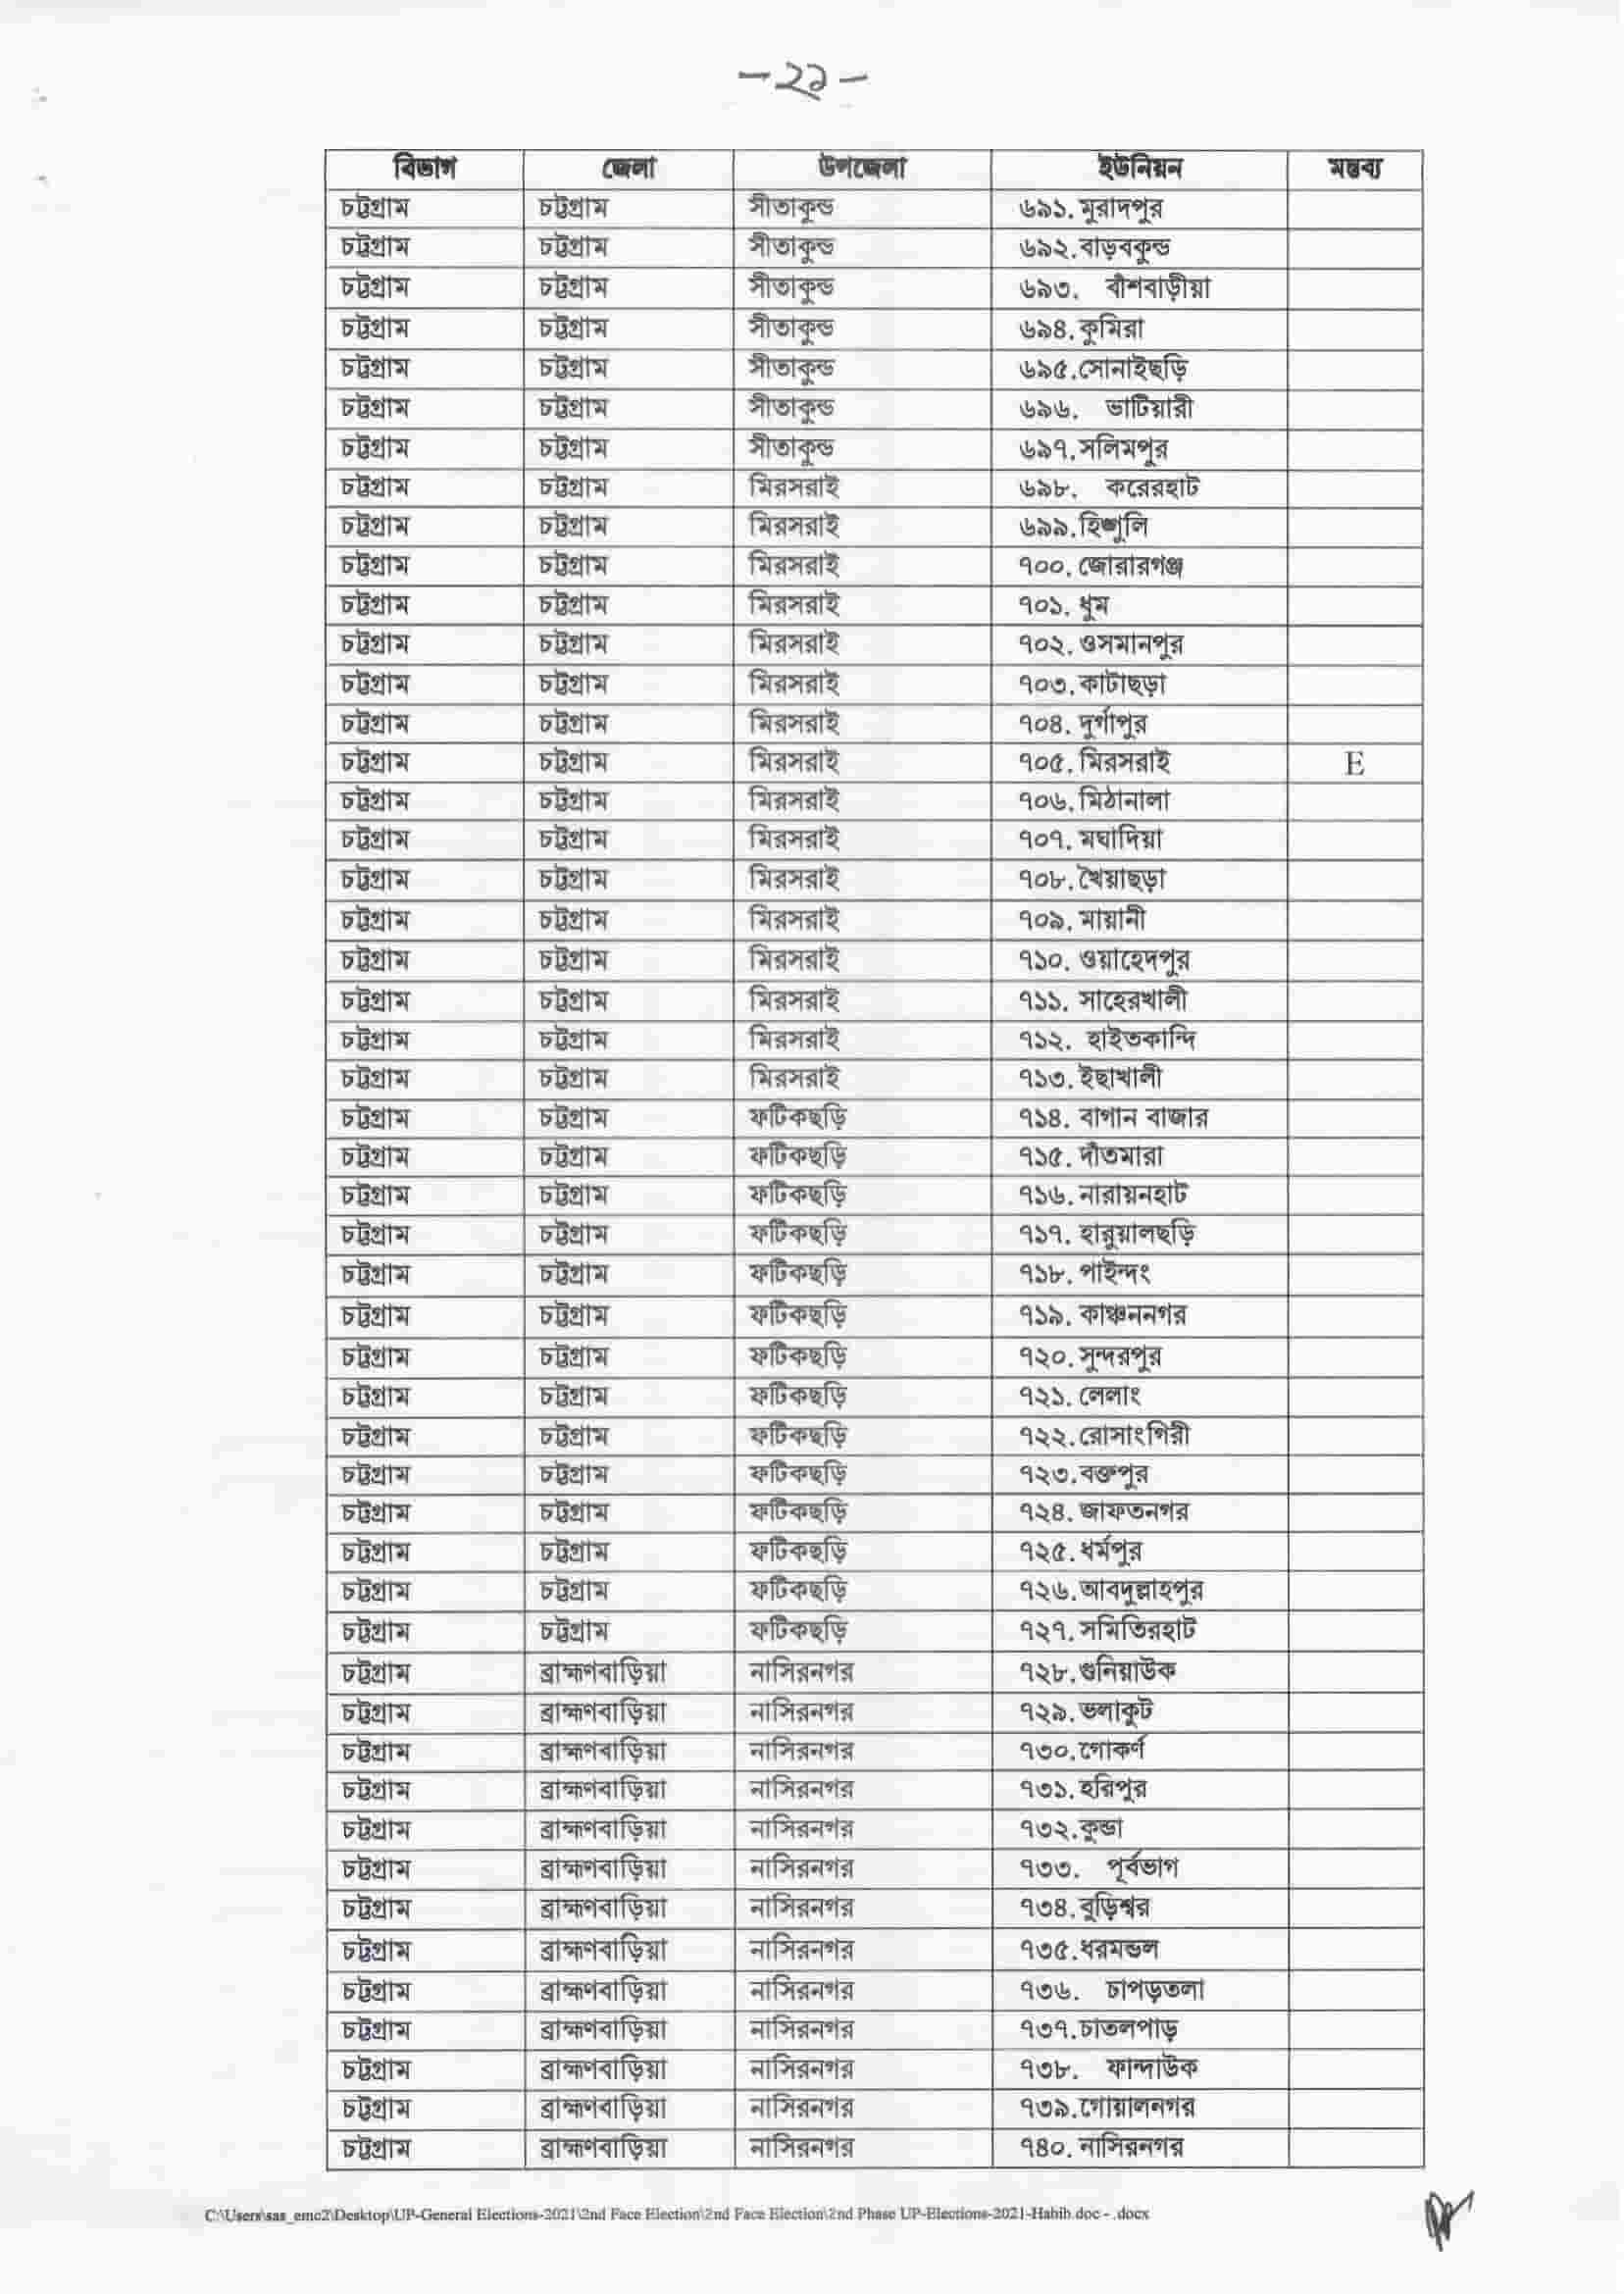 -২১-
বিভাগ জেলা উপজেলা ইউনিয়ন মন্তব্য
চট্টগ্রাম চট্টগ্রাম সীতাকুন্ড ৬৯১. মুরাদপুর
চট্টগ্রাম চট্টগ্রাম সীতাকুন্ড ৬৯২. বাড়বকুন্ড
চট্টগ্রাম চট্টগ্রাম সীতাকুন্ড ৬৯৩. বাঁশবাড়ীয়া
চট্টগ্রাম চট্টগ্রাম সীতাকুন্ড ৬৯৪. কুমিরা
চট্টগ্রাম চট্টগ্রাম সীতাকুন্ড ৬৯৫. সোনাইছড়ি
চট্টগ্রাম চট্টগ্রাম সীতাকুন্ড ৬৯৬. ভাটিয়ারী
চট্টগ্রাম চট্টগ্রাম সীতাকুন্ড ৬৯৭. সলিমপুর
চট্টগ্রাম চট্টগ্রাম মিরসরাই ৬৯৮. করেরহাট
চট্টগ্রাম চট্টগ্রাম মিরসরাই ৬৯৯. হিঙ্গুলি
চট্টগ্রাম চট্টগ্রাম মিরসরাই ৭০০. জোরারগঞ্জ
চট্টগ্রাম চট্টগ্রাম মিরসরাই ৭০১. ধুম
চট্টগ্রাম চট্টগ্রাম মিরসরাই ৭০২. ওসমানপুর
চট্টগ্রাম চট্টগ্রাম মিরসরাই ৭০৩. কাটাছড়া
চট্টগ্রাম চট্টগ্রাম মিরসরাই ৭০৪. দুর্গাপুর
চট্টগ্রাম চট্টগ্রাম মিরসরাই ৭০৫. মিরসরাই E
চট্টগ্রাম চট্টগ্রাম মিরসরাই ৭০৬. মিঠানালা
চট্টগ্রাম চট্টগ্রাম মিরসরাই ৭০৭. মঘাদিয়া
চট্টগ্রাম চট্টগ্রাম মিরসরাই ৭০৮. খৈয়াছড়া
চট্টগ্রাম চট্টগ্রাম মিরসরাই ৭০৯. মায়ানী
চট্টগ্রাম চট্টগ্রাম মিরসরাই ৭১০. ওয়াহেদপুর
চট্টগ্রাম চট্টগ্রাম মিরসরাই ৭১১. সাহেরখালী
চট্টগ্রাম চট্টগ্রাম মিরসরাই ৭১২. হাইতকান্দি
চট্টগ্রাম চট্টগ্রাম মিরসরাই ৭১৩. ইছাখালী
চট্টগ্রাম চট্টগ্রাম ফটিকছড়ি ৭১৪. বাগান বাজার
চট্টগ্রাম চট্টগ্রাম ফটিকছড়ি ৭১৫. দাঁতমারা
চট্টগ্রাম চট্টগ্রাম ফটিকছড়ি ৭১৬. নারায়নহাট
চট্টগ্রাম চট্টগ্রাম ফটিকছড়ি ৭১৭. হারুয়ালছড়ি
চট্টগ্রাম চট্টগ্রাম ফটিকছড়ি ৭১৮. পাইন্দং
চট্টগ্রাম চট্টগ্রাম ফটিকছড়ি ৭১৯. কাঞ্চননগর
চট্টগ্রাম চট্টগ্রাম ফটিকছড়ি ৭২০. সুন্দরপুর
চট্টগ্রাম চট্টগ্রাম ফটিকছড়ি ৭২১. লেলাং
চট্টগ্রাম চট্টগ্রাম ফটিকছড়ি ৭২২. রোসাংগিরী
চট্টগ্রাম চট্টগ্রাম ফটিকছড়ি ৭২৩. বক্তপুর
চট্টগ্রাম চট্টগ্রাম ফটিকছড়ি ৭২৪. জাফতনগর
চট্টগ্রাম চট্টগ্রাম ফটিকছড়ি ৭২৫. ধর্মপুর
চট্টগ্রাম চট্টগ্রাম ফটিকছড়ি ৭২৬. আবদুল্লাহপুর
চট্টগ্রাম চট্টগ্রাম ফটিকছড়ি ৭২৭. সমিতিরহাট
চট্টগ্রাম ব্রাহ্মণবাড়িয়া নাসিরনগর ৭২৮. গুনিয়াউক
চট্টগ্রাম ব্রাহ্মণবাড়িয়া নাসিরনগর ৭২৯. ভলাকুট
চট্টগ্রাম ব্রাহ্মণবাড়িয়া নাসিরনগর ৭৩০. গোকর্ণ
চট্টগ্রাম ব্রাহ্মণবাড়িয়া নাসিরনগর ৭৩১. হরিপুর
চট্টগ্রাম ব্রাহ্মণবাড়িয়া নাসিরনগর ৭৩২. কুন্ডা
চট্টগ্রাম ব্রাহ্মণবাড়িয়া নাসিরনগর ৭৩৩. পূর্বভাগ
চট্টগ্রাম ব্রাহ্মণবাড়িয়া নাসিরনগর ৭৩৪. বুড়িশ্বর
চট্টগ্রাম ব্রাহ্মণবাড়িয়া নাসিরনগর ৭৩৫. ধরমন্ডল
চট্টগ্রাম ব্রাহ্মণবাড়িয়া নাসিরনগর ৭৩৬. চাপড়তলা
চট্টগ্রাম ব্রাহ্মণবাড়িয়া নাসিরনগর ৭৩৭. চাতলপাড়
চট্টগ্রাম ব্রাহ্মণবাড়িয়া নাসিরনগর ৭৩৮. ফান্দাউক
চট্টগ্রাম ব্রাহ্মণবাড়িয়া নাসিরনগর ৭৩৯. গোয়ালনগর
চট্টগ্রাম ব্রাহ্মণবাড়িয়া নাসিরনগর ৭৪০. নাসিরনগর
C:\Users\sas_emc2\Desktop\UP-General Elections-2021\2nd Face Election\2nd Face Election\2nd Phase UP-Elections-2021-Habib.doc - .docx